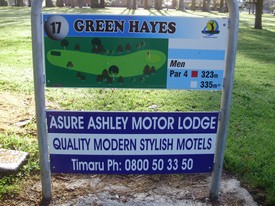 17
GREEN HAYES
Men
Par 4 323m
335m
ASURE ASHLEY MOTOR LODGE
QUALITY MODERN STYLISH MOTELS
Timaru Ph: 0800 50 33 50